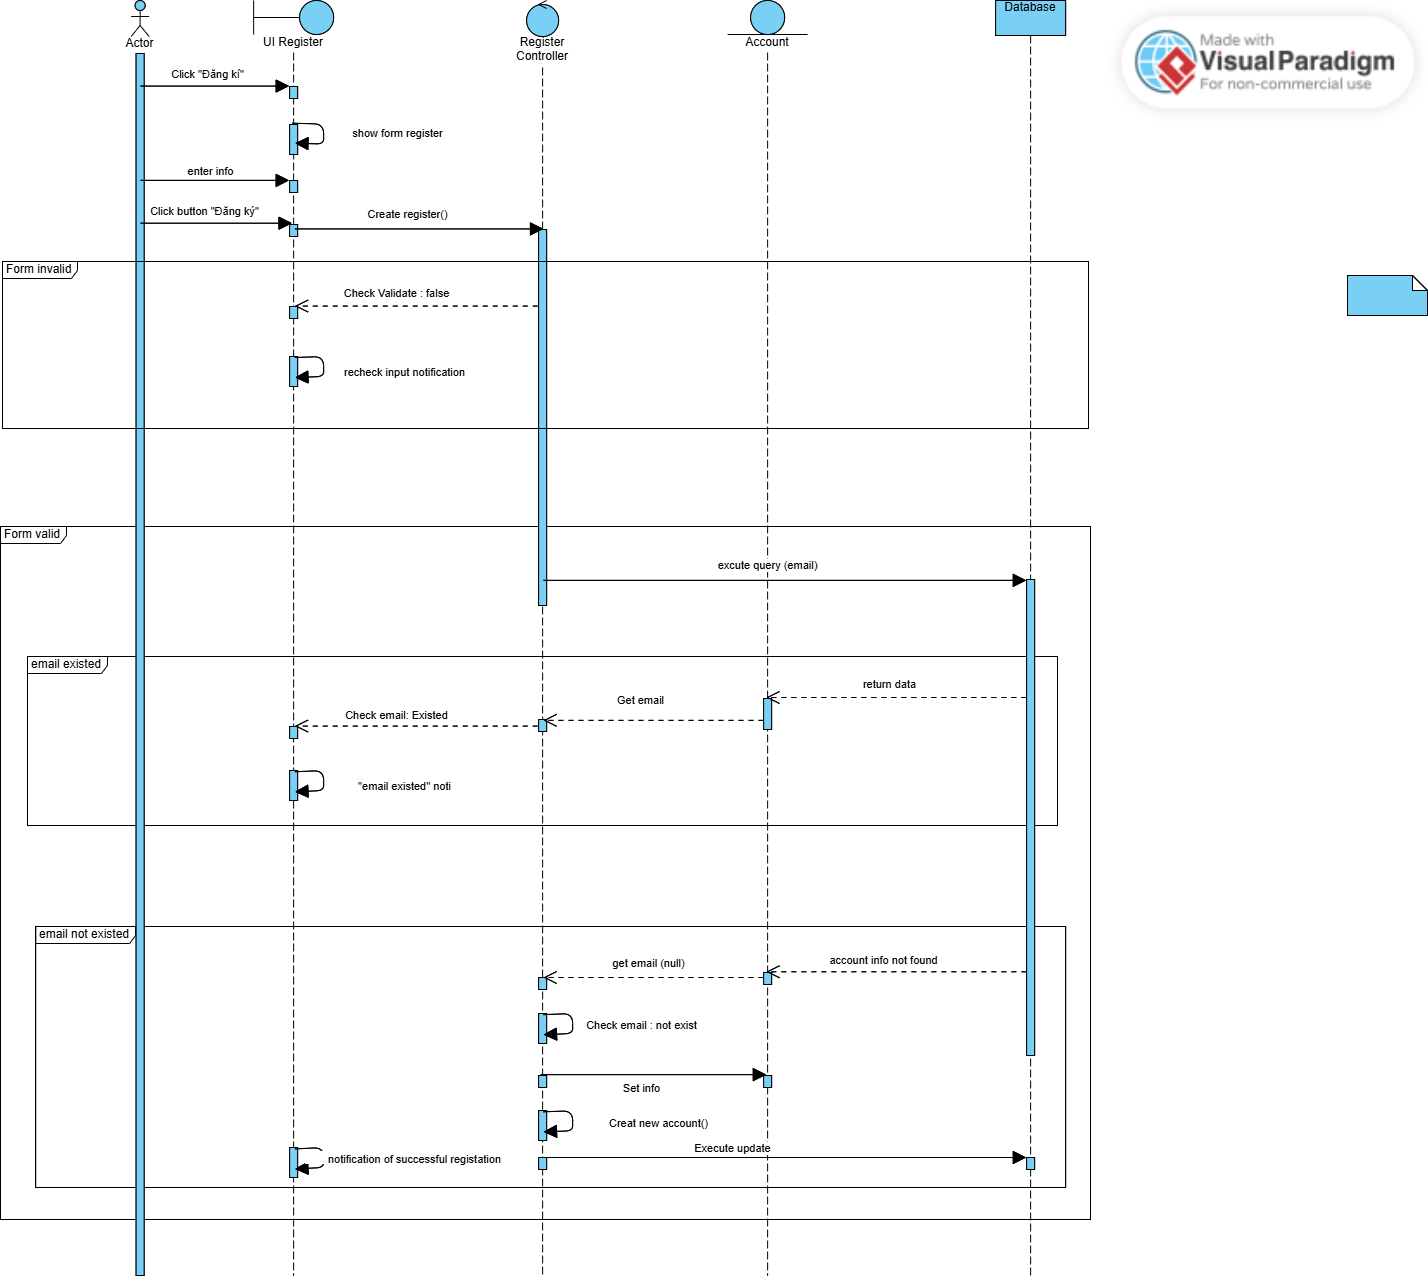 Actor
UI Register
Register
Controller
Account
Database
Made with
VisualParadigm
For non-commercial use
Click "Đăng kí"
show form register
enter info
Click button "Đăng ký"
Create register()
Form invalid
Check Validate : false
recheck input notification
Form valid
excute query (email)
email existed
return data
Get email
Check email: Existed
"email existed" noti
email not existed
account info not found
get email (null)
Check email : not exist
Set info
Creat new account()
Execute update
notification of successful registation